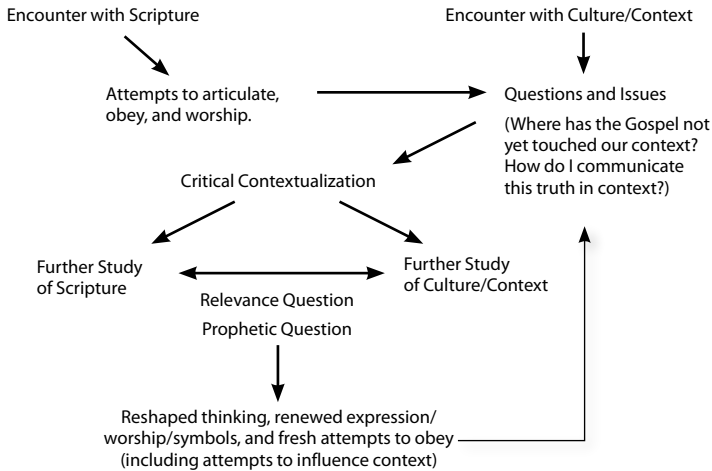 Encounter with Scripture
Encounter with Culture/Context
Attempts to articulate,
obey, and worship.
Questions and Issues
(Where has the Gospel not
yet touched our context?
How do I communicate
this truth in context?)
Critical Contextualization
Further Study
of Scripture
Further Study
of Culture/Context
Relevance Question
Prophetic Question
Reshaped thinking, renewed expression/
worship/symbols, and fresh attempts to obey
(including attempts to influence context)